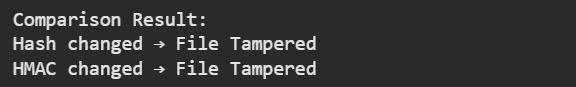 Comparison Result:
Hash changed → File Tampered
HMAC changed → File Tampered